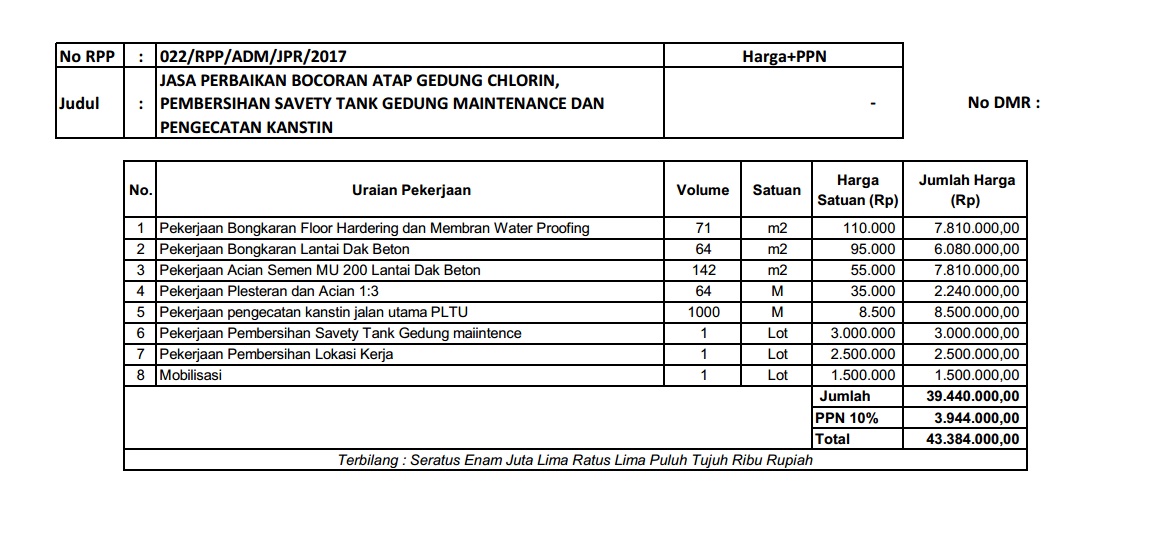 No RPP : 022/RPP/ADM/JPR/2017 Harga+PPN
Judul : JASA PERBAIKAN BOCORAN ATAP GEDUNG CHLORIN,
PEMBERSIHAN SAVETY TANK GEDUNG MAINTENANCE DAN
PENGECATAN KANSTIN
- No DMR :
No. Uraian Pekerjaan Volume Satuan Harga Satuan (Rp) Jumlah Harga (Rp)
1 Pekerjaan Bongkaran Floor Hardering dan Membran Water Proofing 71 m2 110.000 7.810.000,00
2 Pekerjaan Bongkaran Lantai Dak Beton 64 m2 95.000 6.080.000,00
3 Pekerjaan Acian Semen MU 200 Lantai Dak Beton 142 m2 55.000 7.810.000,00
4 Pekerjaan Plesteran dan Acian 1:3 64 M 35.000 2.240.000,00
5 Pekerjaan pengecatan kanstin jalan utama PLTU 1000 M 8.500 8.500.000,00
6 Pekerjaan Pembersihan Savety Tank Gedung maiintence 1 Lot 3.000.000 3.000.000,00
7 Pekerjaan Pembersihan Lokasi Kerja 1 Lot 2.500.000 2.500.000,00
8 Mobilisasi 1 Lot 1.500.000 1.500.000,00
Jumlah 39.440.000,00
PPN 10% 3.944.000,00
Total 43.384.000,00
Terbilang : Seratus Enam Juta Lima Ratus Lima Puluh Tujuh Ribu Rupiah